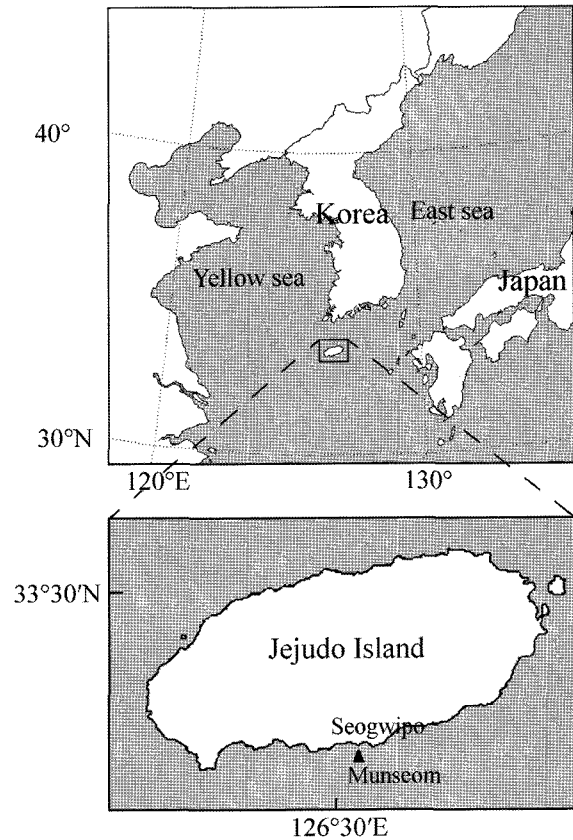 40°
Korea
East sea
Yellow sea
Japan
30°N
120°E
130°
33°30′N
Jejudo Island
Seogwipo
Munseom
126°30′E